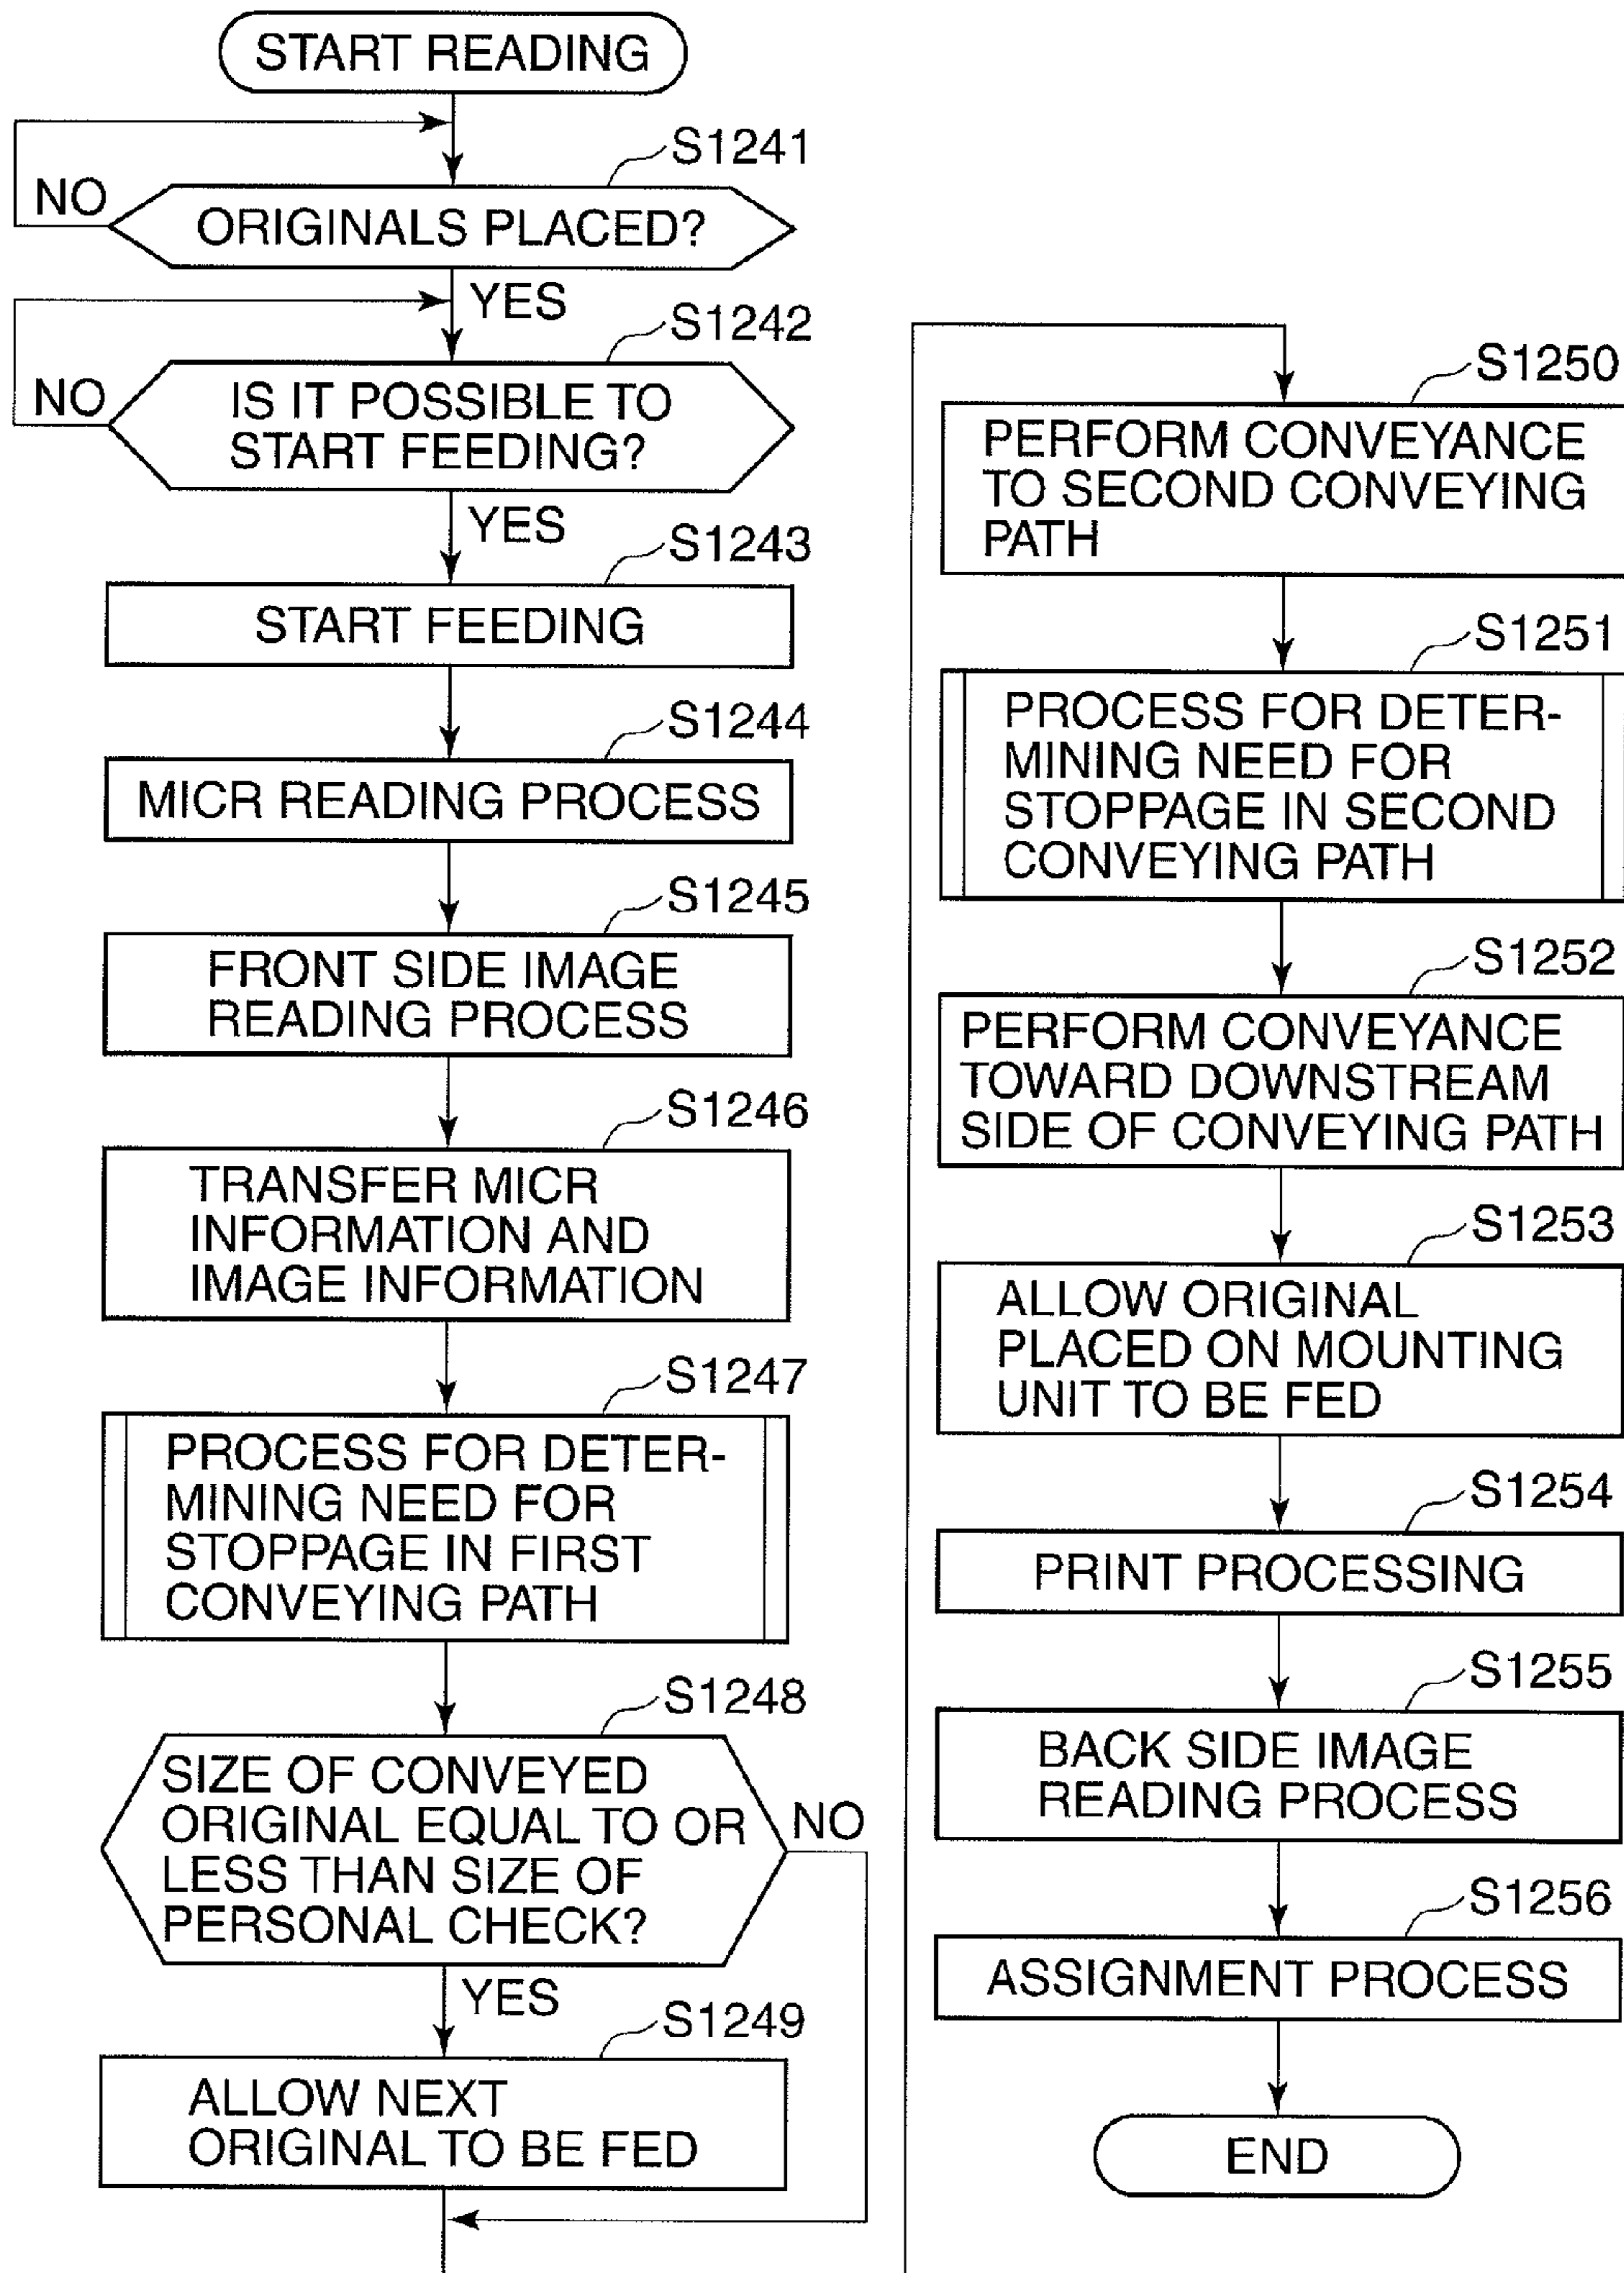 START READING
S1241
NO
ORIGINALS PLACED?
YES
S1242
NO
IS IT POSSIBLE TO
START FEEDING?
YES
S1243
START FEEDING
S1244
MICR READING PROCESS
S1245
FRONT SIDE IMAGE
READING PROCESS
S1246
TRANSFER MICR
INFORMATION AND
IMAGE INFORMATION
S1247
PROCESS FOR DETER-
MINING NEED FOR
STOPPAGE IN FIRST
CONVEYING PATH
S1248
SIZE OF CONVEYED
ORIGINAL EQUAL TO OR
LESS THAN SIZE OF
PERSONAL CHECK?
NO
YES
S1249
ALLOW NEXT
ORIGINAL TO BE FED
S1250
PERFORM CONVEYANCE
TO SECOND CONVEYING
PATH
S1251
PROCESS FOR DETER-
MINING NEED FOR
STOPPAGE IN SECOND
CONVEYING PATH
S1252
PERFORM CONVEYANCE
TOWARD DOWNSTREAM
SIDE OF CONVEYING PATH
S1253
ALLOW ORIGINAL
PLACED ON MOUNTING
UNIT TO BE FED
S1254
PRINT PROCESSING
S1255
BACK SIDE IMAGE
READING PROCESS
S1256
ASSIGNMENT PROCESS
END